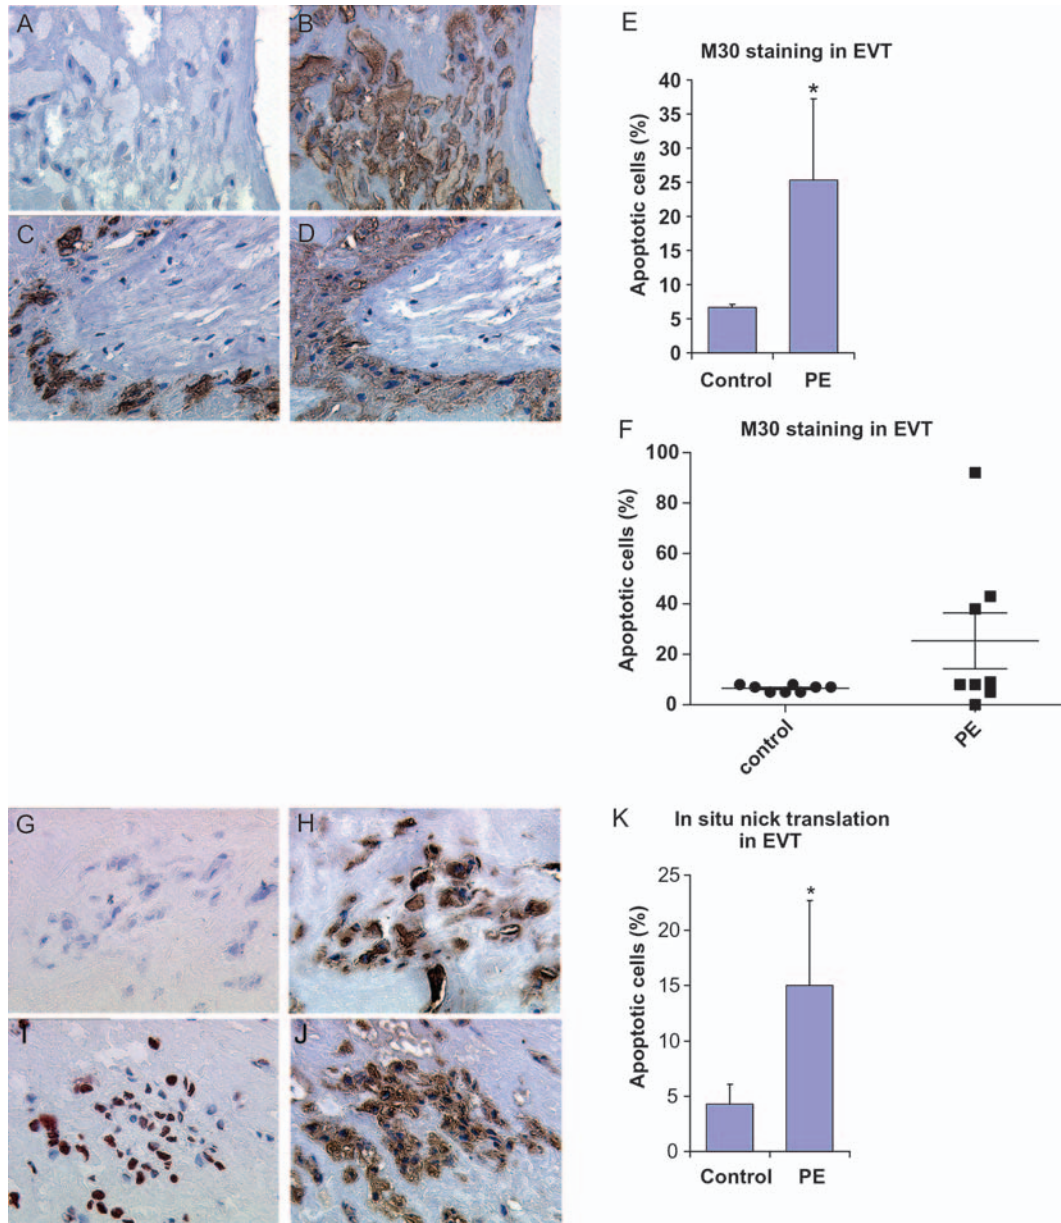 A
B
C
D
E
M30 staining in EVT
Apoptotic cells (%)
40
35
30
25
20
15
10
5
0
*
Control
PE
F
M30 staining in EVT
Apoptotic cells (%)
100
80
60
40
20
0
control
PE
G
H
I
J
K
In situ nick translation
in EVT
Apoptotic cells (%)
25
20
15
10
5
0
*
Control
PE